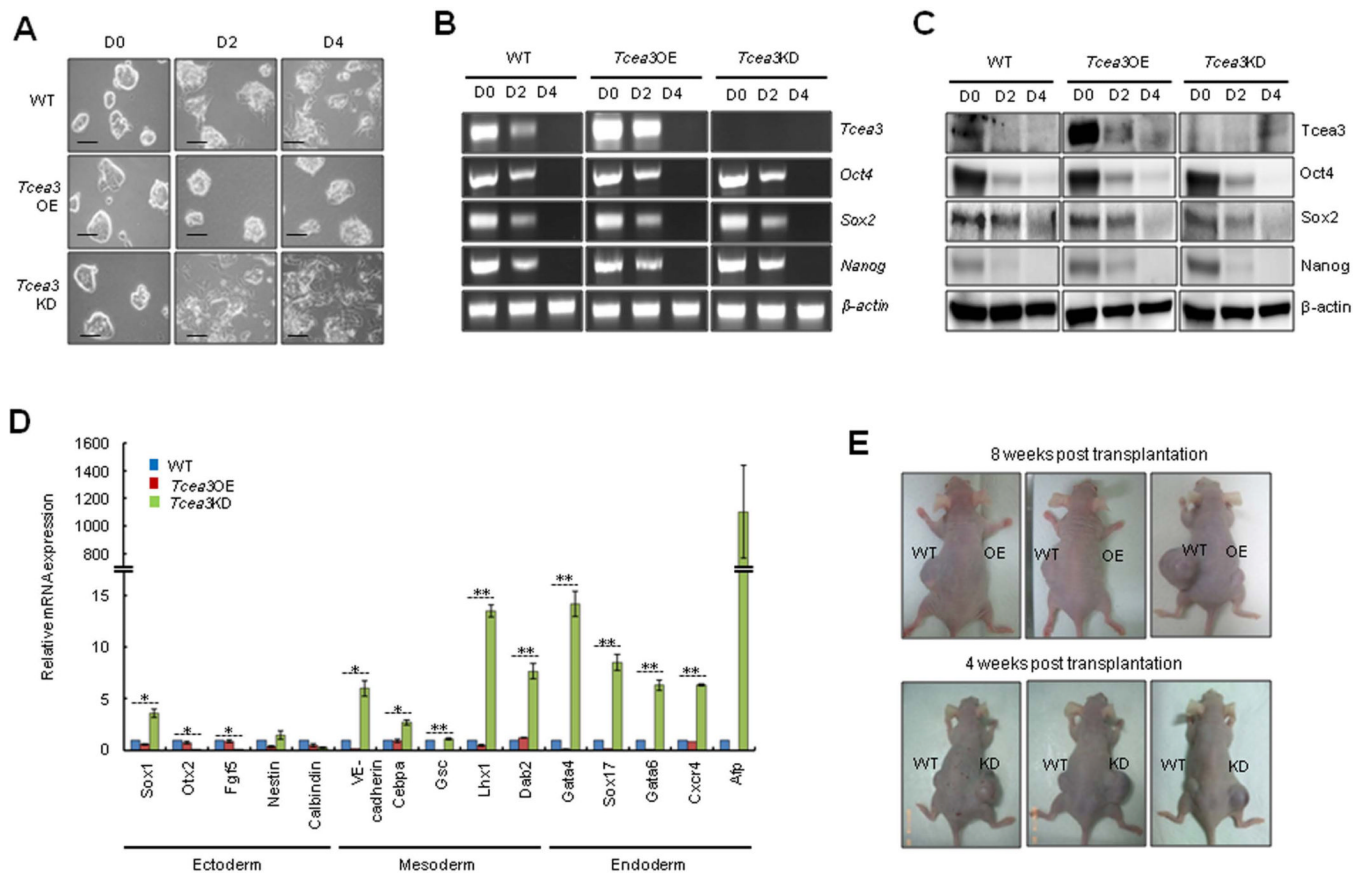 A
D0 D2 D4
WT
Tcea3
OE
Tcea3
KD
B
WT Tcea3OE Tcea3KD
D0 D2 D4 D0 D2 D4 D0 D2 D4
Tcea3
Oct4
Sox2
Nanog
β-actin
C
WT Tcea3OE Tcea3KD
D0 D2 D4 D0 D2 D4 D0 D2 D4
Tcea3
Oct4
Sox2
Nanog
β-actin
D
Relative mRNA expression
1600
1400
1200
1000
800
15
10
5
0
WT
Tcea3OE
Tcea3KD
* * * * * ** ** ** ** ** ** **
Sox1
Otx2
Fgf5
Nestin
Calbindin
VE-
cadherin
Cebpa
Gsc
Lhx1
Dab2
Gata4
Sox17
Gata6
Cxcr4
Afp
Ectoderm Mesoderm Endoderm
E
8 weeks post transplantation
WT OE WT OE WT OE
4 weeks post transplantation
WT KD WT KD WT KD